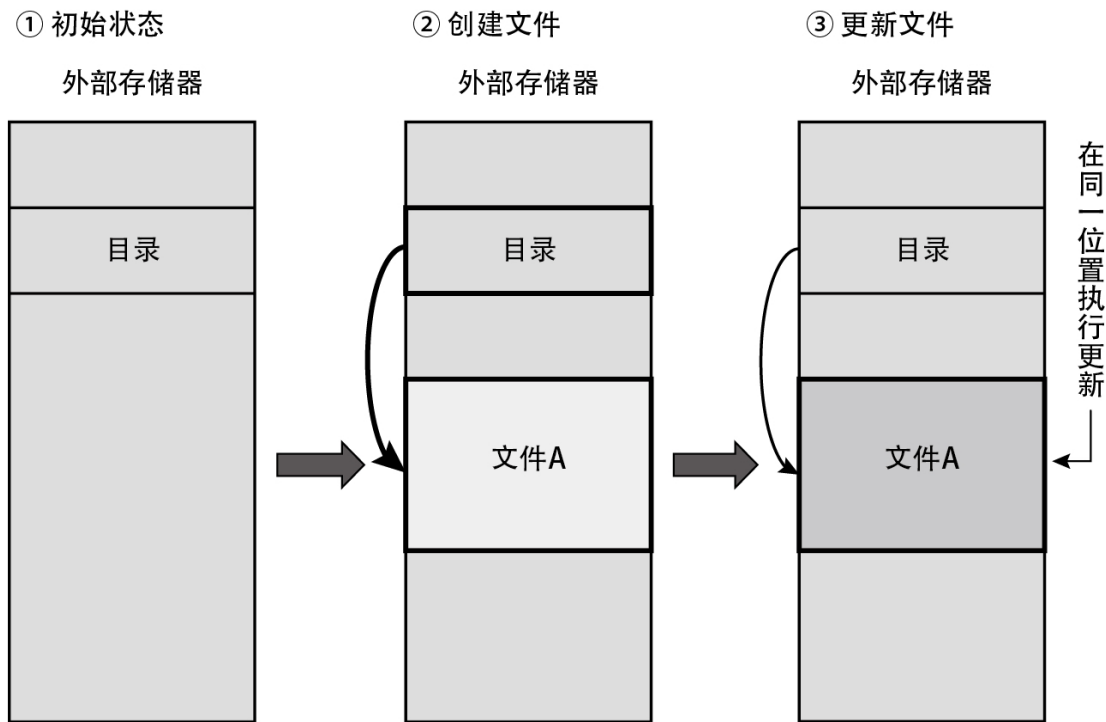 ① 初始状态
② 创建文件
③ 更新文件
外部存储器
外部存储器
外部存储器
目录
目录
目录
文件A
文件A
在同一位置执行更新